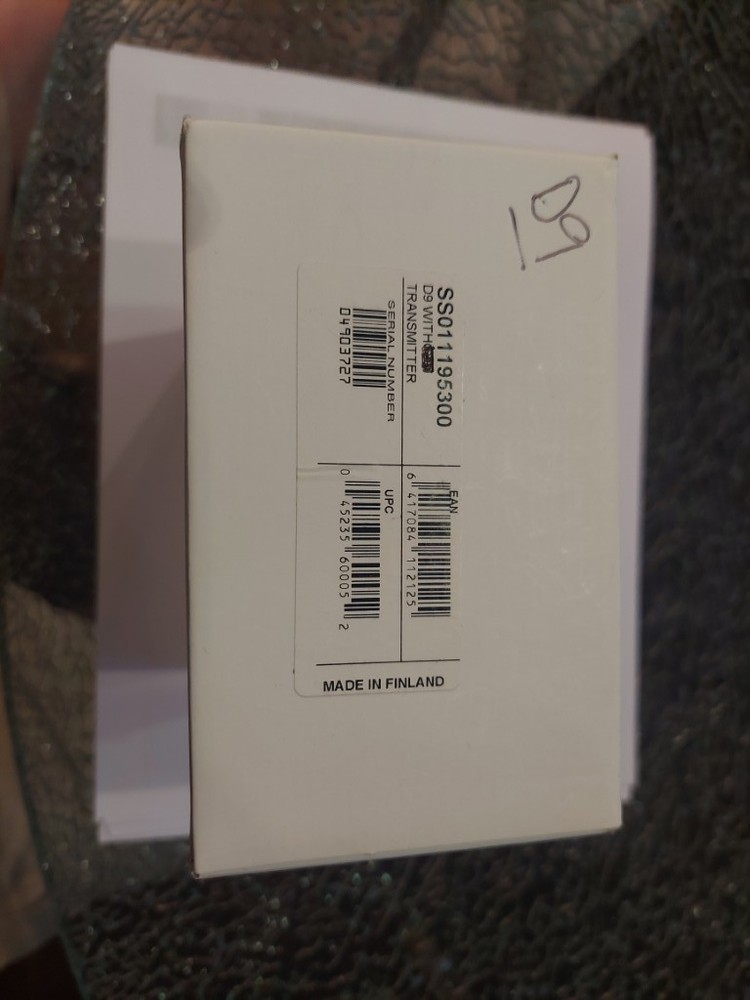 D9
SS011195300
D9 WITH
TRANSMITTER
SERIAL NUMBER
04903727
EAN
6 417084 112125
UPC
0 45235 60005 2
MADE IN FINLAND